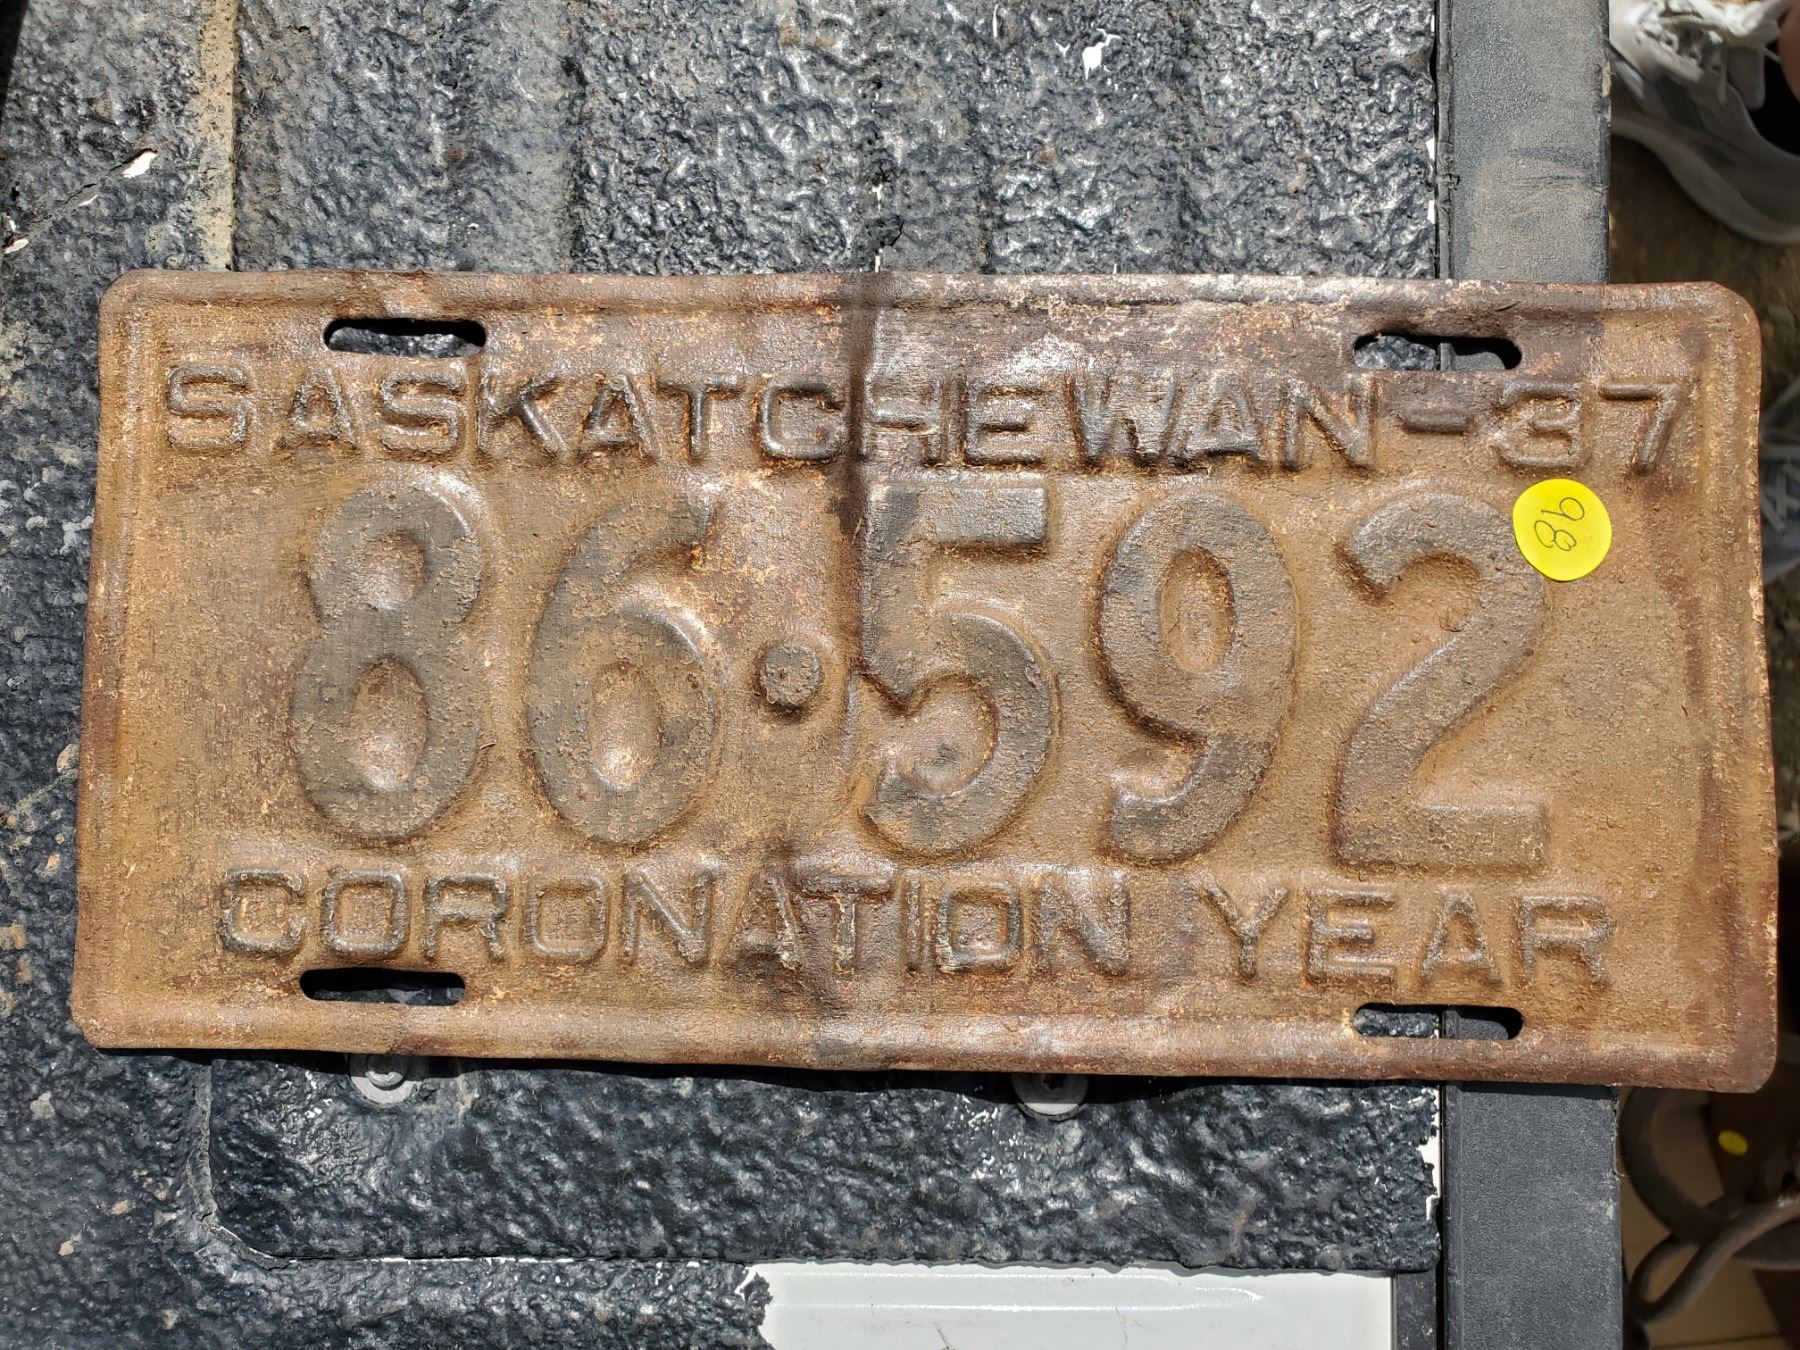 SASKATCHEWAN-37
86•592
98
CORONATION YEAR